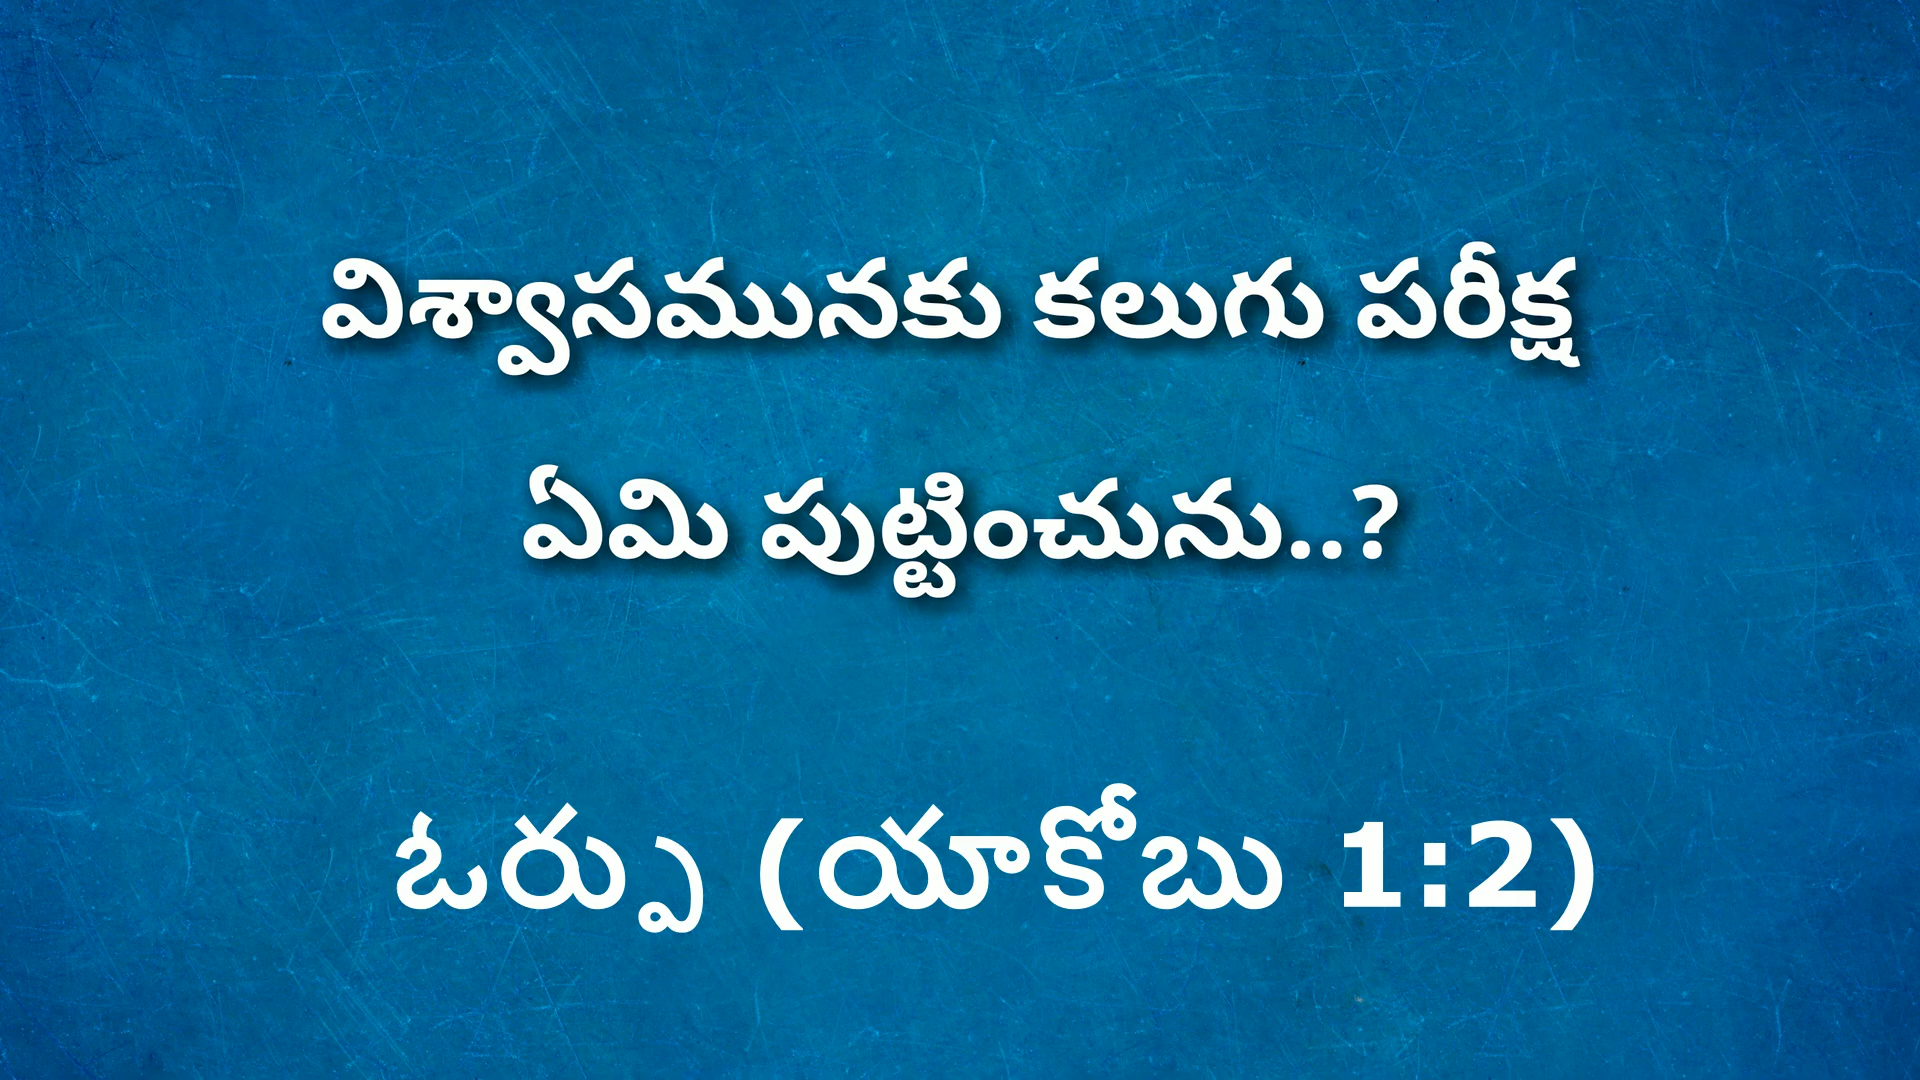 విశ్వాసమునకు కలుగు పరీక్ష
ఏమి పుట్టించును..?
ఓర్పు (యాకోబు 1:2)